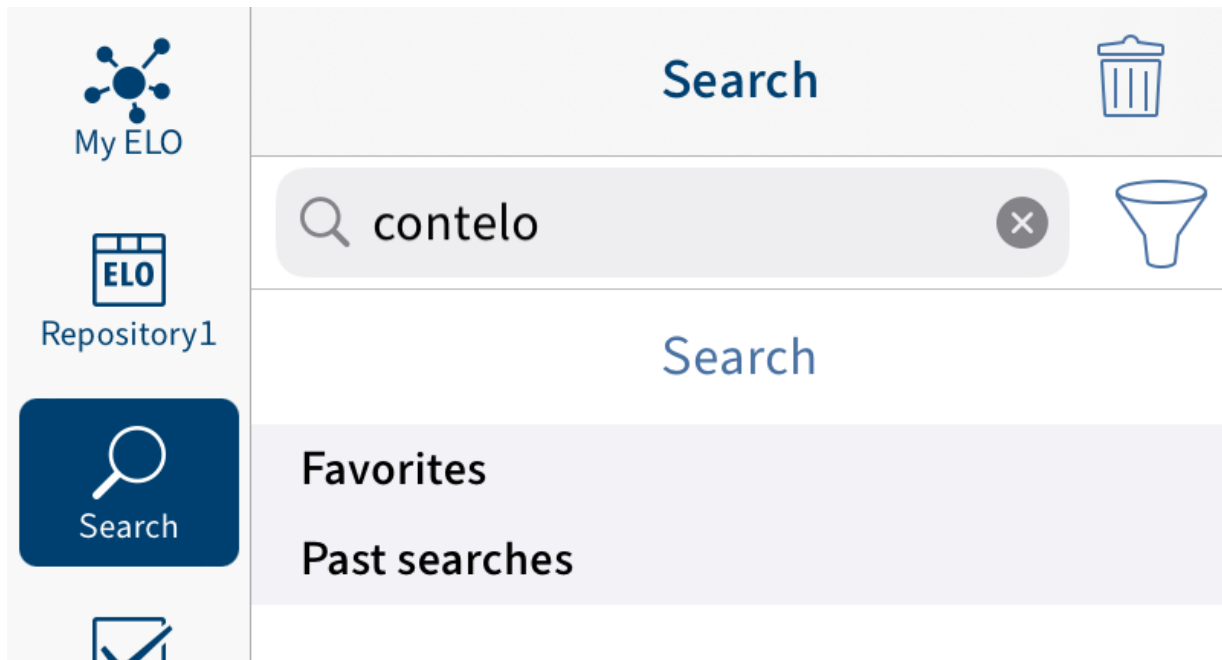 My ELO
ELO
Repository1
Search
Search
contelo
Search
Favorites
Past searches